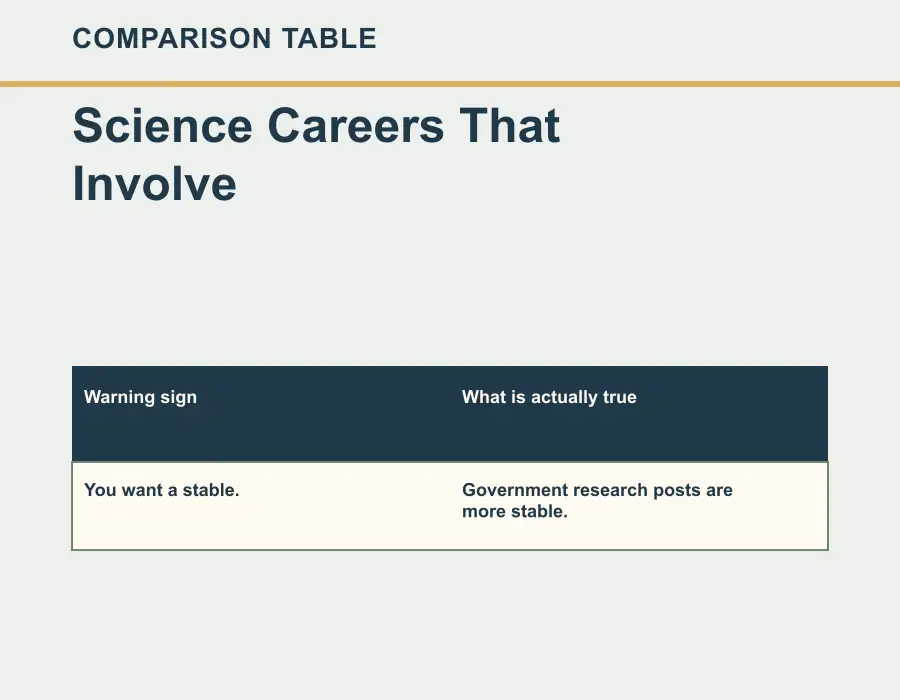 COMPARISON TABLE
Science Careers That
Involve
Warning sign
What is actually true
You want a stable.
Government research posts are
more stable.